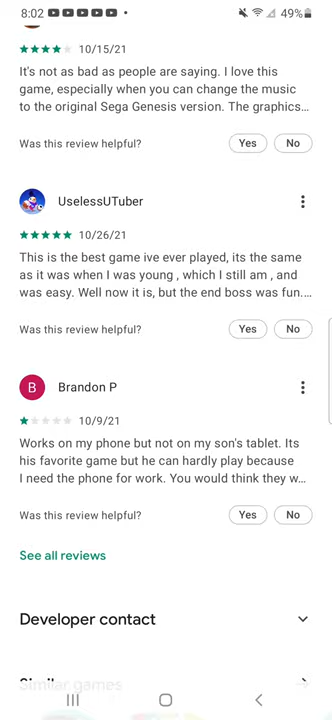 8:02
49%
10/15/21
It's not as bad as people are saying. I love this
game, especially when you can change the music
to the original Sega Genesis version. The graphics...
Was this review helpful?
Yes
No
UselessUTuber
10/26/21
This is the best game ive ever played, its the same
as it was when I was young , which I still am , and
was easy. Well now it is, but the end boss was fun....
Was this review helpful?
Yes
No
B
Brandon P
10/9/21
Works on my phone but not on my son's tablet. Its
his favorite game but he can hardly play because
I need the phone for work. You would think they w...
Was this review helpful?
Yes
No
See all reviews
Developer contact
Similar games